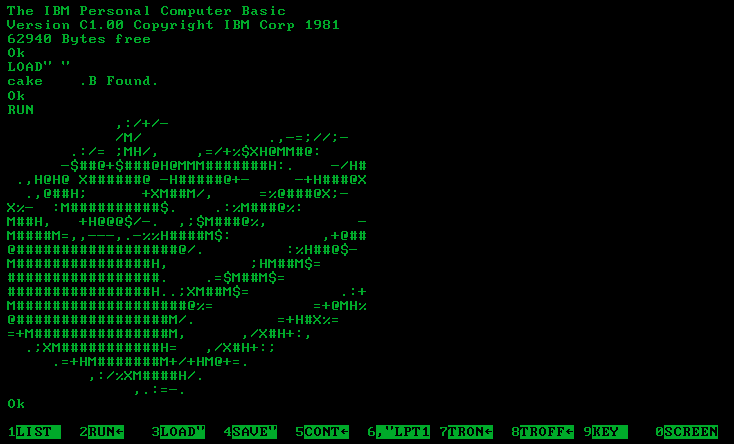 The IBM Personal Computer Basic
Version C1.00 Copyright IBM Corp 1981
62940 Bytes free
Ok
LOAD" "
cake    .B Found.
Ok
RUN
            ,:/+/-
            /M/              .,-=;//;-
       .:/= ;MH/,    ,=/+%$XH@MM#@:
      -$##@+$###@H@MMM#######H:.    -/H#
 .,H@H@ X######@ -H#####@+-     -+H###@X
  .,@##H;      +XM##M/,     =%@###@X;-
X%-  :M##########$.    .:%M###@%:
M##H,   +H@@@$/-.  ,;$M###@%,          -
M####M=,,---,.-%%H####M$:          ,+@##
@##################@/.         :%H##@$-
M###############H,         ;HM##M$=
#################.    .=$M##M$=
################H..;XM##M$=          .:+
M###################@%=           =+@MH%
@#################M/.         =+H#X%=
=+M###############M,      ,/X#H+:,
  .;XM###########H=   ,/X#H+:;
     .=+HM#######M+/+HM@+=.
         ,:/%XM####H/.
              ,.:=-.
Ok
1LIST  2RUN←   3LOAD"  4SAVE"  5CONT←  6,"LPT1 7TRON←  8TROFF← 9KEY    0SCREEN